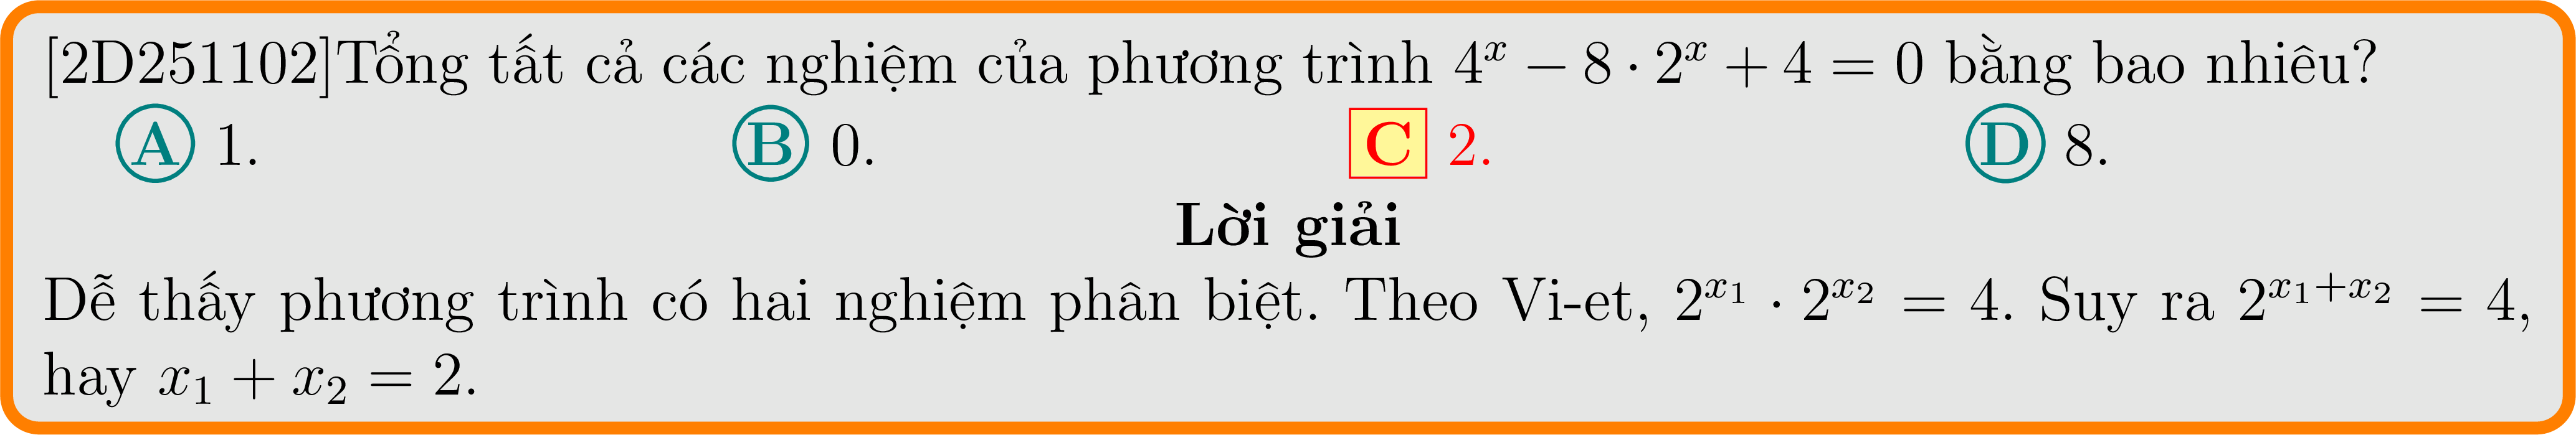 [2D251102]Tổng tất cả các nghiệm của phương trình $4^x - 8 \cdot 2^x + 4 = 0$ bằng bao nhiêu?
A 1. B 0. C 2. D 8.
Lời giải
Dễ thấy phương trình có hai nghiệm phân biệt. Theo Vi-et, $2^{x_1} \cdot 2^{x_2} = 4$. Suy ra $2^{x_1+x_2} = 4$,
hay $x_1 + x_2 = 2$.